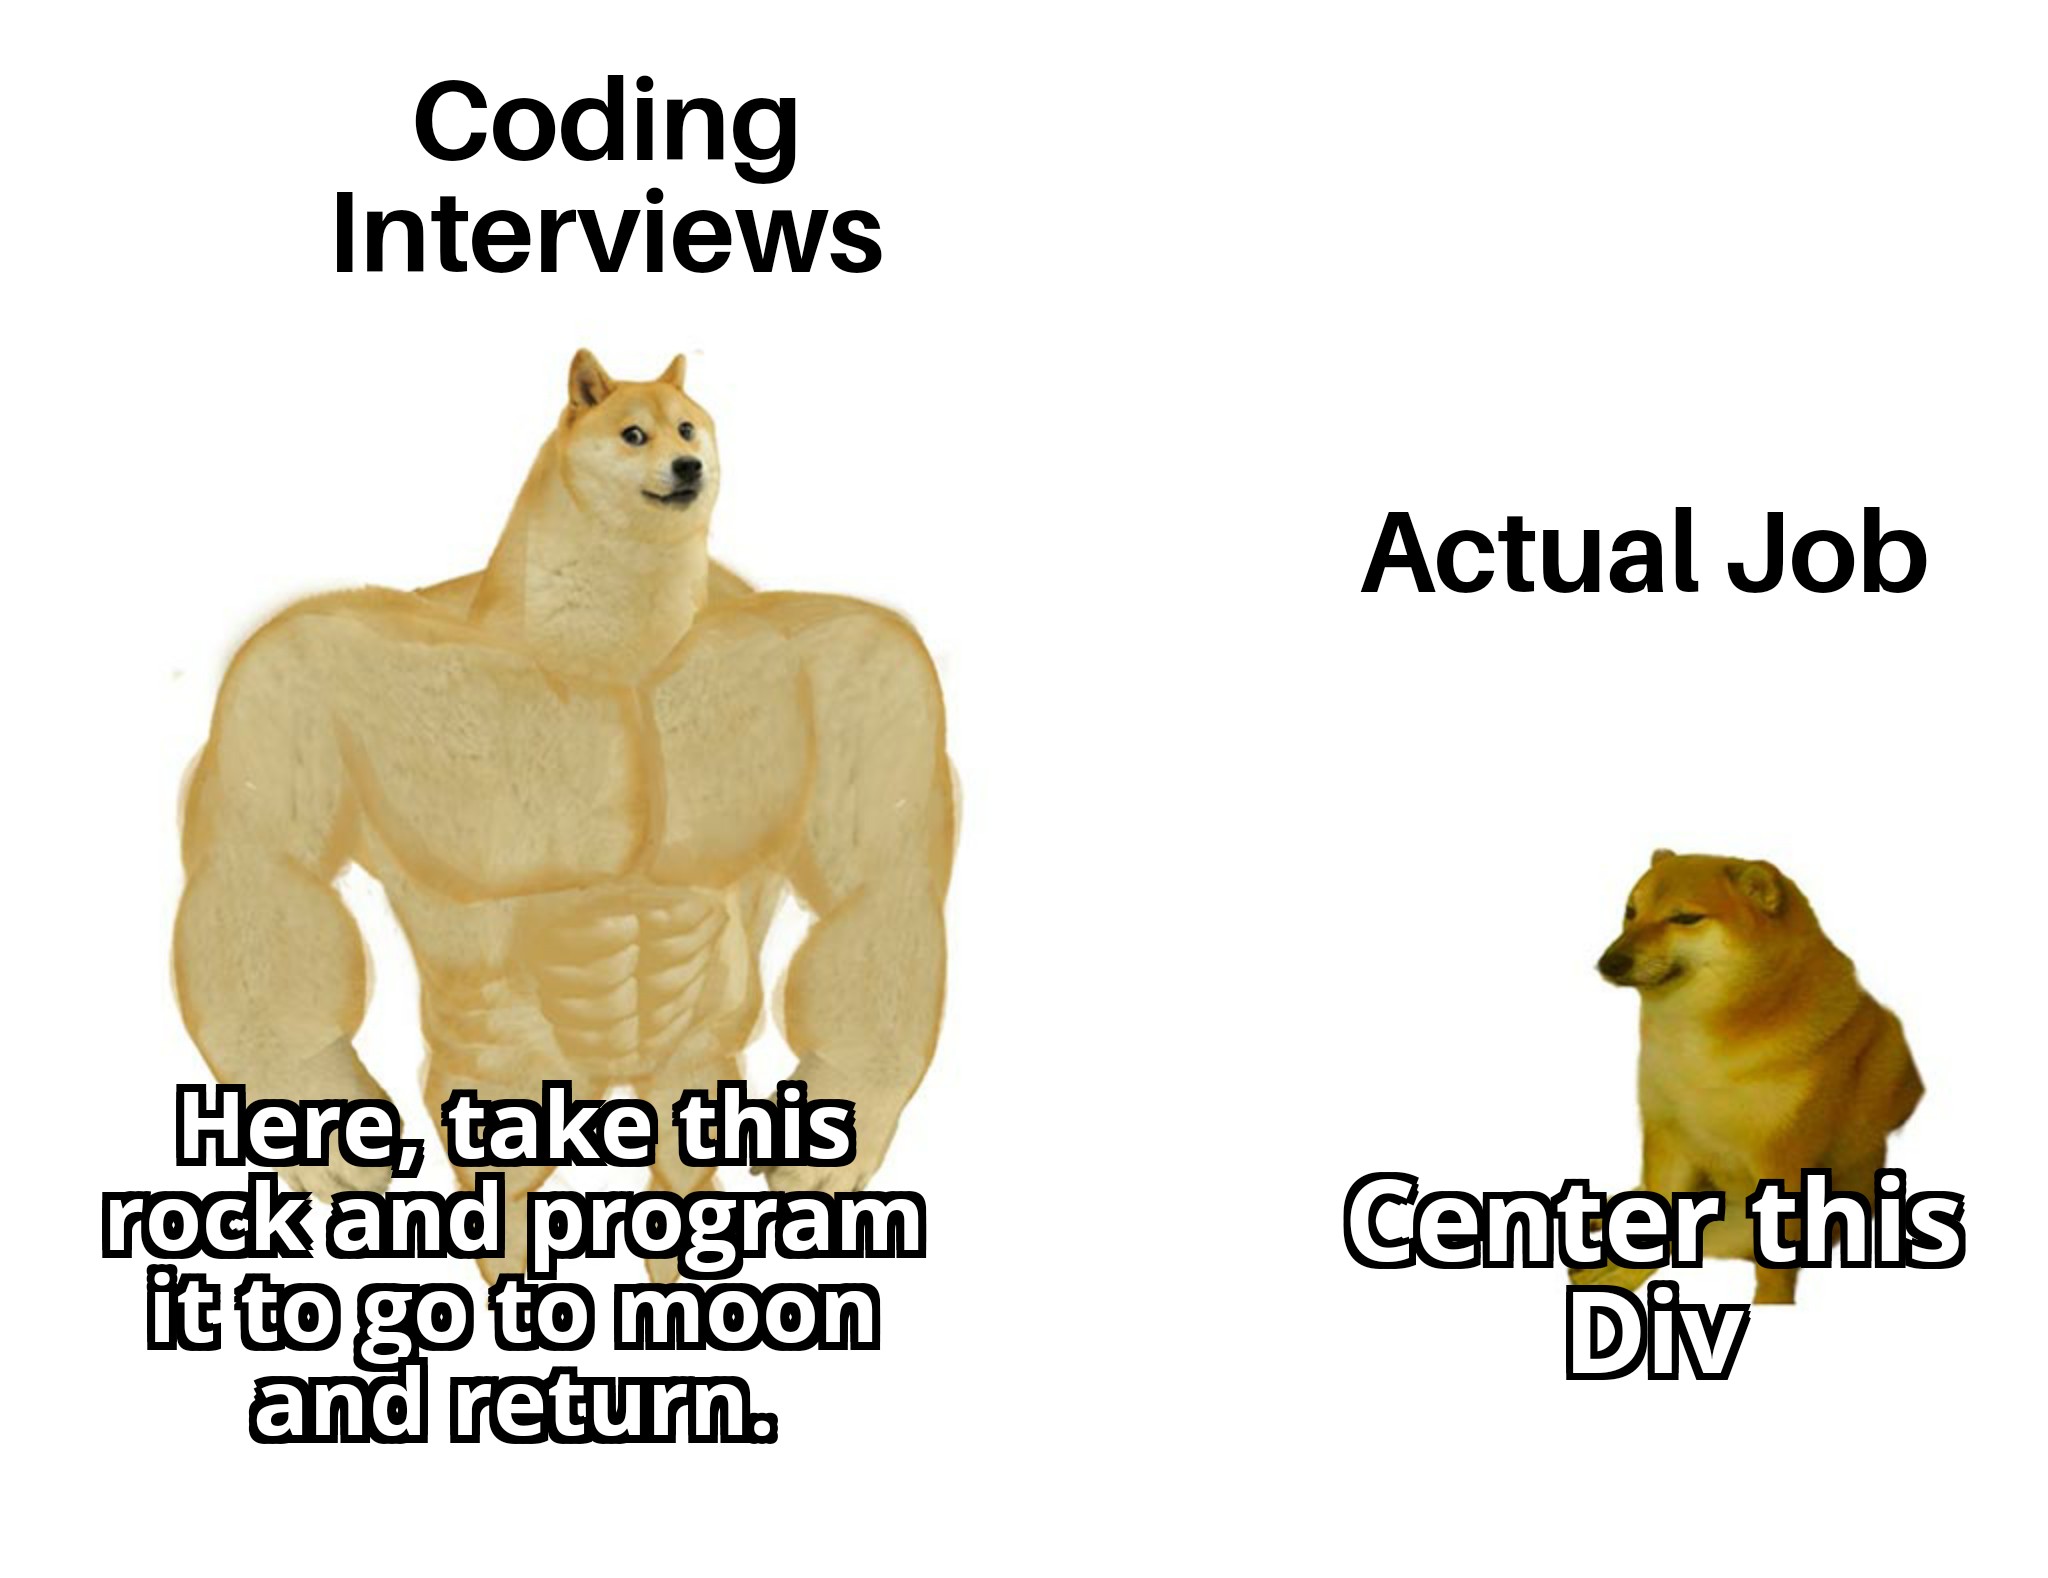 Coding
Interviews
Actual Job
Here, take this
rock and program
it to go to moon
and return.
Center this
Div